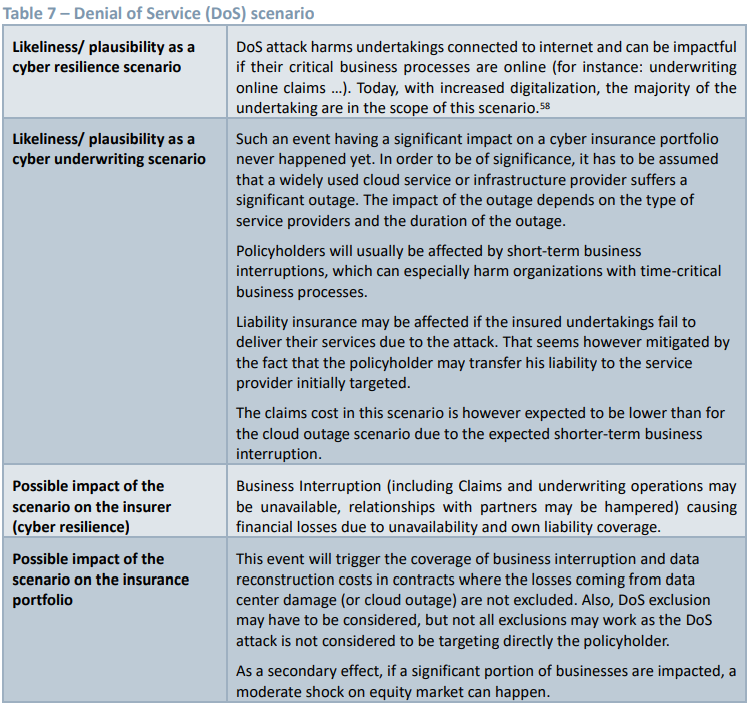 Table 7 – Denial of Service (DoS) scenario
Likeliness/ plausibility as a
cyber resilience scenario
DoS attack harms undertakings connected to internet and can be impactful
if their critical business processes are online (for instance: underwriting
online claims …). Today, with increased digitalization, the majority of the
undertaking are in the scope of this scenario.58
Likeliness/ plausibility as a
cyber underwriting scenario
Such an event having a significant impact on a cyber insurance portfolio
never happened yet. In order to be of significance, it has to be assumed
that a widely used cloud service or infrastructure provider suffers a
significant outage. The impact of the outage depends on the type of
service providers and the duration of the outage.
Policyholders will usually be affected by short-term business
interruptions, which can especially harm organizations with time-critical
business processes.
Liability insurance may be affected if the insured undertakings fail to
deliver their services due to the attack. That seems however mitigated by
the fact that the policyholder may transfer his liability to the service
provider initially targeted.
The claims cost in this scenario is however expected to be lower than for
the cloud outage scenario due to the expected shorter-term business
interruption.
Possible impact of the
scenario on the insurer
(cyber resilience)
Business Interruption (including Claims and underwriting operations may
be unavailable, relationships with partners may be hampered) causing
financial losses due to unavailability and own liability coverage.
Possible impact of the
scenario on the insurance
portfolio
This event will trigger the coverage of business interruption and data
reconstruction costs in contracts where the losses coming from data
center damage (or cloud outage) are not excluded. Also, DoS exclusion
may have to be considered, but not all exclusions may work as the DoS
attack is not considered to be targeting directly the policyholder.
As a secondary effect, if a significant portion of businesses are impacted, a
moderate shock on equity market can happen.